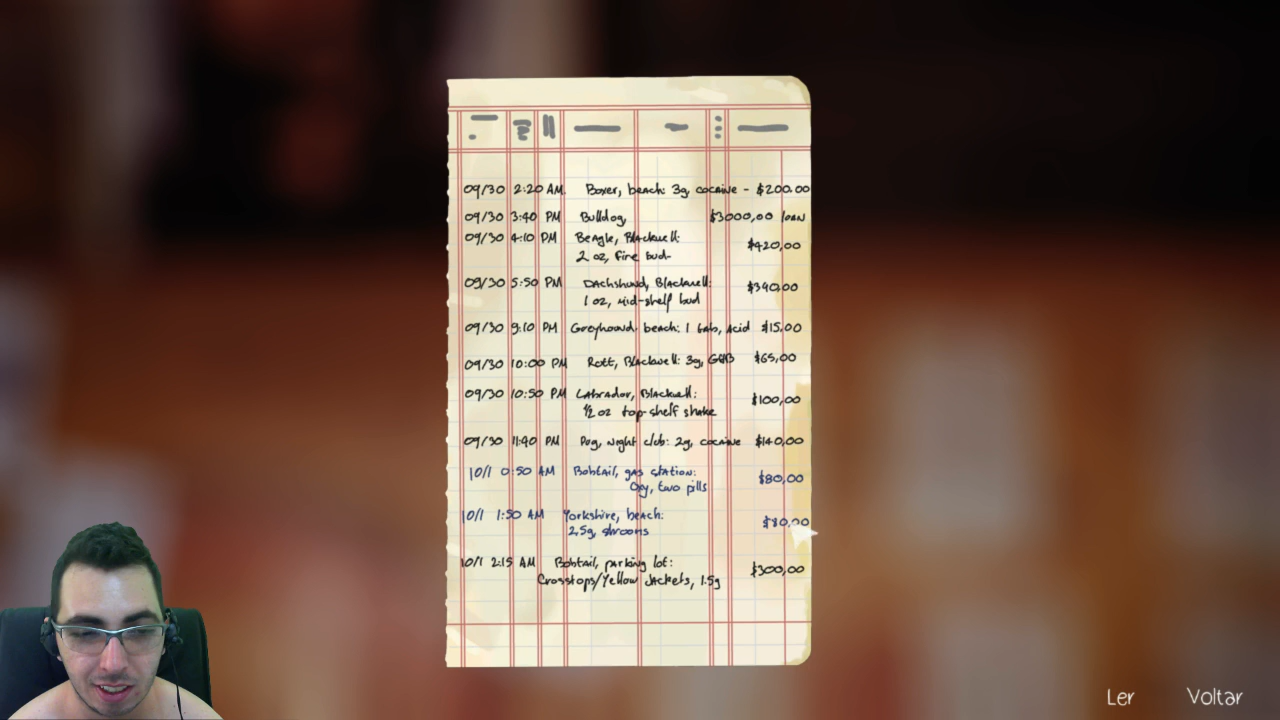 09/30 2:20 AM Boxer, beach: 3g, cocaine - $200.00
09/30 3:40 PM Bulldog, $3000,00 loan
09/30 4:10 PM Beagle, Blackwell: $420,00
2 oz, fire bud-
09/30 5:50 PM Dachshund, Blackwell: $340,00
1 oz, mid-shelf bud
09/30 9:10 PM Greyhound, beach: 1 tab, acid $15,00
09/30 10:00 PM Rott, Blackwell: 3g, GHB $65,00
09/30 10:50 PM Labrador, Blackwell: $100,00
1/2 oz top-shelf shake
09/30 11:40 PM Pug, night club: 2g, cocaine $140,00
10/1 0:50 AM Bobtail, gas station: $80,00
Oxy, two pills
10/1 1:50 AM Yorkshire, beach:
2,5g, shrooms
10/1 2:15 AM Bobtail, parking lot: $300,00
Crosstops/Yellow Jackets, 1.5g
Ler Voltar